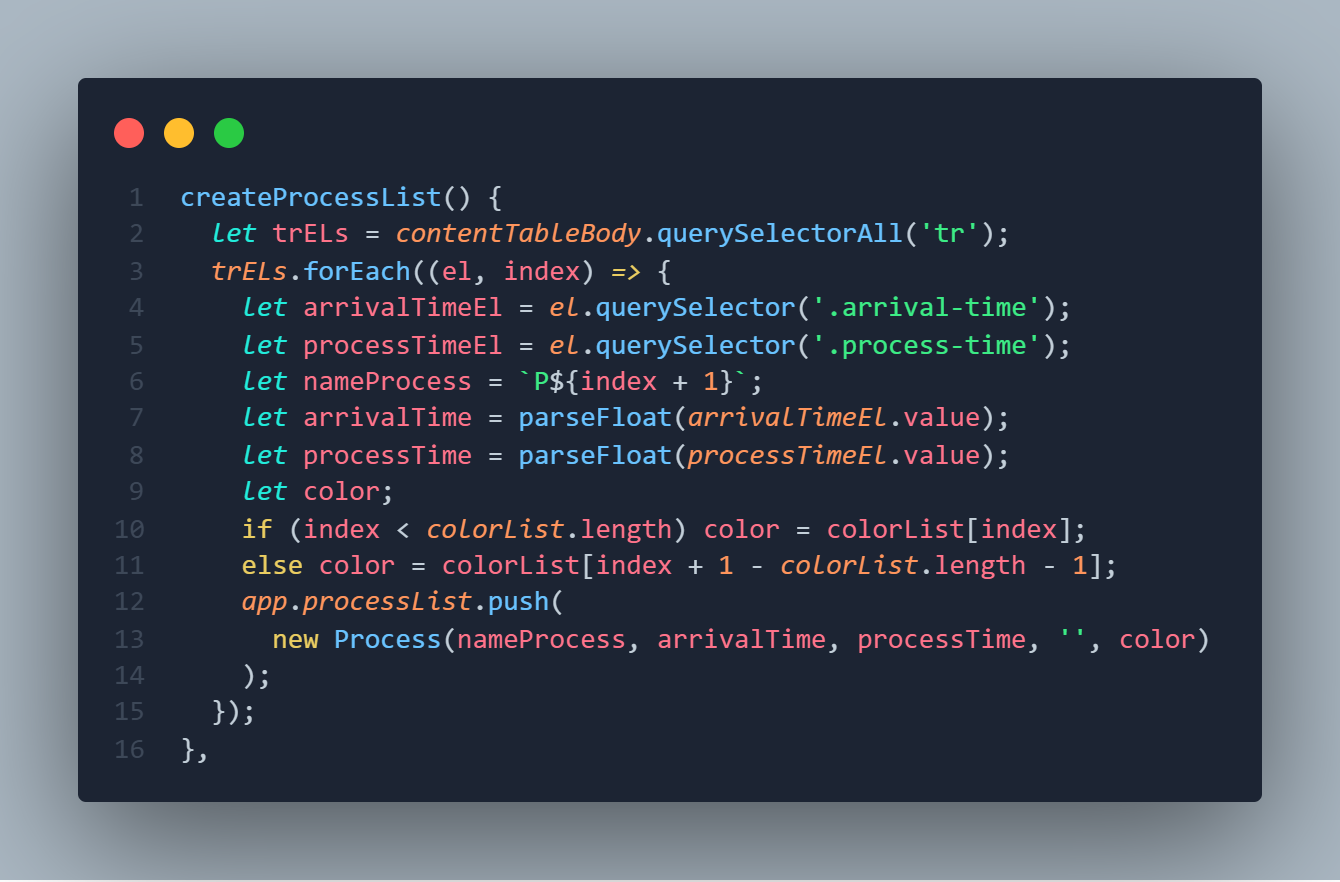 1 createProcessList() {
2   let trELs = contentTableBody.querySelectorAll('tr');
3   trELs.forEach((el, index) => {
4     let arrivalTimeEl = el.querySelector('.arrival-time');
5     let processTimeEl = el.querySelector('.process-time');
6     let nameProcess = `P${index + 1}`;
7     let arrivalTime = parseFloat(arrivalTimeEl.value);
8     let processTime = parseFloat(processTimeEl.value);
9     let color;
10     if (index < colorList.length) color = colorList[index];
11     else color = colorList[index + 1 - colorList.length - 1];
12     app.processList.push(
13       new Process(nameProcess, arrivalTime, processTime, '', color)
14     );
15   });
16 },